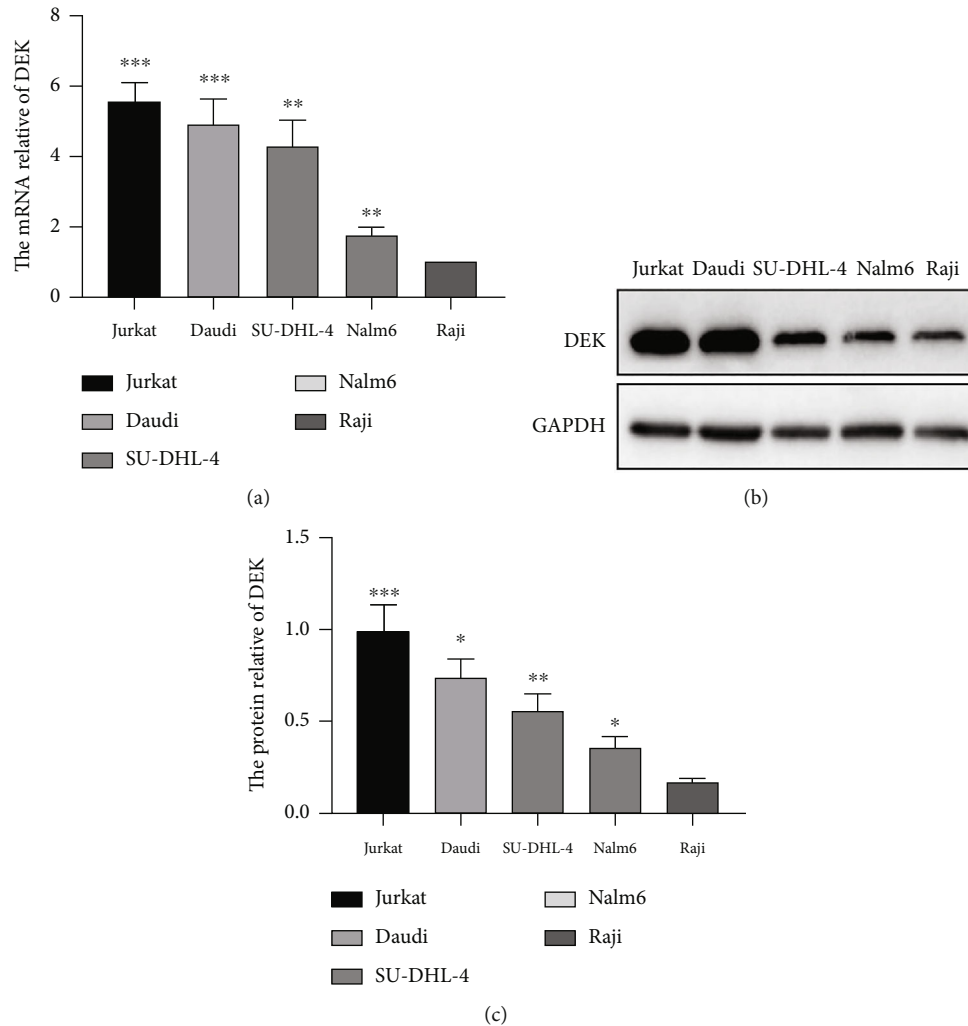 8
6
4
2
0
The mRNA relative of DEK
***
***
**
**
Jurkat Daudi SU-DHL-4 Nalm6 Raji
Jurkat
Daudi
SU-DHL-4
Nalm6
Raji
(a)
Jurkat Daudi SU-DHL-4 Nalm6 Raji
DEK
GAPDH
(b)
1.5
1.0
0.5
0.0
The protein relative of DEK
***
*
**
*
Jurkat Daudi SU-DHL-4 Nalm6 Raji
Jurkat
Daudi
SU-DHL-4
Nalm6
Raji
(c)